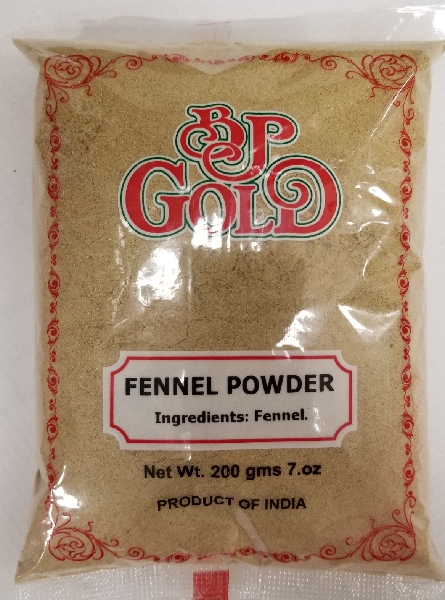 BP
GOLD
FENNEL POWDER
Ingredients: Fennel.
Net Wt. 200 gms 7.oz
PRODUCT OF INDIA